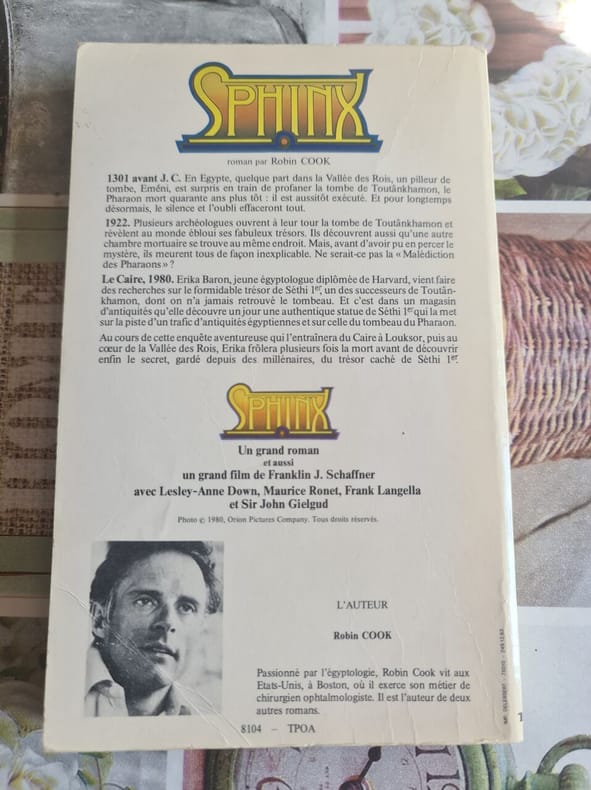 SPHINX
roman par Robin COOK
1301 avant J. C. En Egypte, quelque part dans la Vallée des Rois, un pilleur de
tombe, Eméni, est surpris en train de profaner la tombe de Toutânkhamon, le
Pharaon mort quarante ans plus tôt : il est aussitôt exécuté. Et pour longtemps
désormais, le silence et l'oubli effaceront tout.
1922. Plusieurs archéologues ouvrent à leur tour la tombe de Toutânkhamon et
révèlent au monde ébloui ses fabuleux trésors. Ils découvrent aussi qu'une autre
chambre mortuaire se trouve au même endroit. Mais, avant d'avoir pu en percer le
mystère, ils meurent tous de façon inexplicable. Ne serait-ce pas la « Malédiction
des Pharaons » ?
Le Caire, 1980. Erika Baron, jeune égyptologue diplômée de Harvard, vient faire
des recherches sur le formidable trésor de Séthi 1er, un des successeurs de Toutân-
khamon, dont on n'a jamais retrouvé le tombeau. Et c'est dans un magasin
d'antiquités qu'elle découvre un jour une authentique statue de Séthi 1er qui la met
sur la piste d'un trafic d'antiquités égyptiennes et sur celle du tombeau du Pharaon.
Au cours de cette enquête aventureuse qui l'entraînera du Caire à Louksor, puis au
cœur de la Vallée des Rois, Erika frôlera plusieurs fois la mort avant de découvrir
enfin le secret, gardé depuis des millénaires, du trésor caché de Séthi 1er.
SPHINX
Un grand roman
et aussi
un grand film de Franklin J. Schaffner
avec Lesley-Anne Down, Maurice Ronet, Frank Langella
et Sir John Gielgud
Photo © 1980, Orion Pictures Company. Tous droits réservés.
L'AUTEUR
Robin COOK
Passionné par l'égyptologie, Robin Cook vit aux
Etats-Unis, à Boston, où il exerce son métier de
chirurgien ophtalmologiste. Il est l'auteur de deux
autres romans.
8104 – TPOA